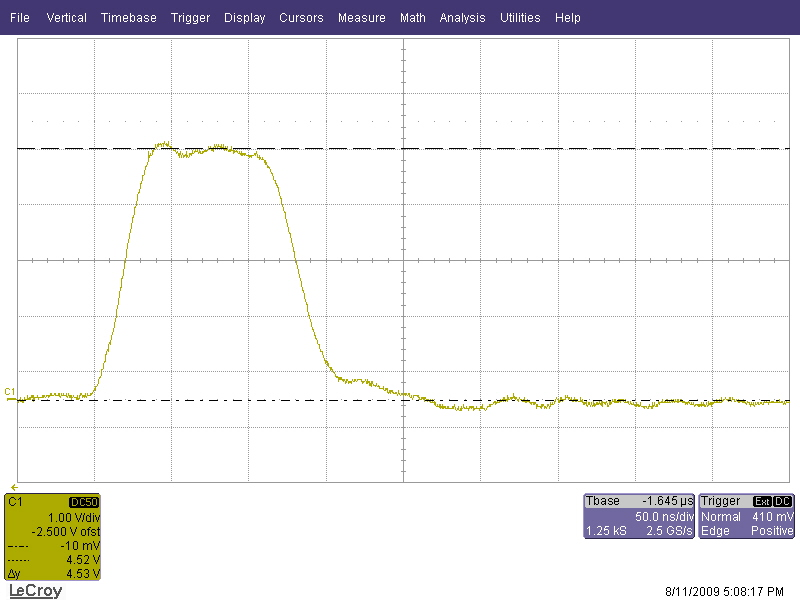 File Vertical Timebase Trigger Display Cursors Measure Math Analysis Utilities Help
C1
C1 DC50
1.00 V/div
-2.500 V ofst
-10 mV
4.52 V
Δy 4.53 V
Tbase -1.645 µs
50.0 ns/div
1.25 kS 2.5 GS/s
Trigger Ext DC
Normal 410 mV
Edge Positive
LeCroy
8/11/2009 5:08:17 PM